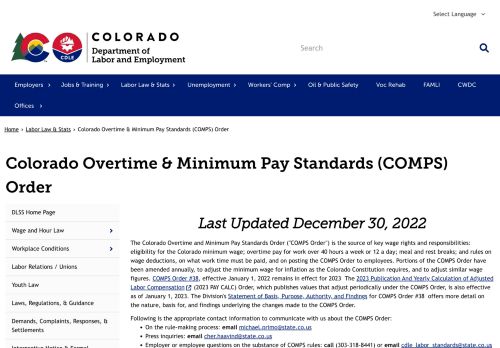 Select Language
COLORADO
Department of
Labor and Employment
CDLE
Search
Employers
Jobs & Training
Labor Law & Stats
Unemployment
Workers' Comp
Oil & Public Safety
Voc Rehab
FAMLI
CWDC
Offices
Home › Labor Law & Stats › Colorado Overtime & Minimum Pay Standards (COMPS) Order
Colorado Overtime & Minimum Pay Standards (COMPS)
Order
DLSS Home Page
Wage and Hour Law
Workplace Conditions
Labor Relations / Unions
Youth Law
Laws, Regulations, & Guidance
Demands, Complaints, Responses, &
Settlements
Last Updated December 30, 2022
The Colorado Overtime and Minimum Pay Standards Order ("COMPS Order") is the source of key wage rights and responsibilities:
eligibility for the Colorado minimum wage; overtime pay for work over 40 hours a week or 12 a day; meal and rest breaks; and rules on
wage deductions, on what work time must be paid, and on posting the COMPS Order to employees. Portions of the COMPS Order have
been amended annually, to adjust the minimum wage for inflation as the Colorado Constitution requires, and to adjust similar wage
figures. COMPS Order #38, effective January 1, 2022 remains in effect for 2023 The 2023 Publication And Yearly Calculation of Adjusted
Labor Compensation (2023 PAY CALC) Order, which publishes values that adjust periodically under the COMPS Order, is also effective
as of January 1, 2023. The Division's Statement of Basis, Purpose, Authority, and Findings for COMPS Order #38 offers more detail on
the nature, basis for, and findings underlying the changes made to the COMPS Order.
Following is the appropriate contact information to communicate with us about the COMPS Order:
• On the rule-making process: email michael.primo@state.co.us
• Press inquiries: email cher.haavind@state.co.us
• Employer or employee questions on the substance of COMPS rules: call (303-318-8441) or email cdle_labor_standards@state.co.us